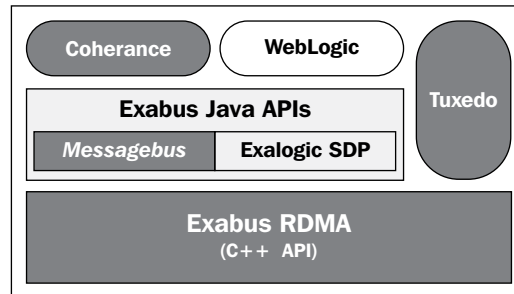 Coherance
WebLogic
Tuxedo
Exabus Java APIs
Messagebus
Exalogic SDP
Exabus RDMA
(C++ API)